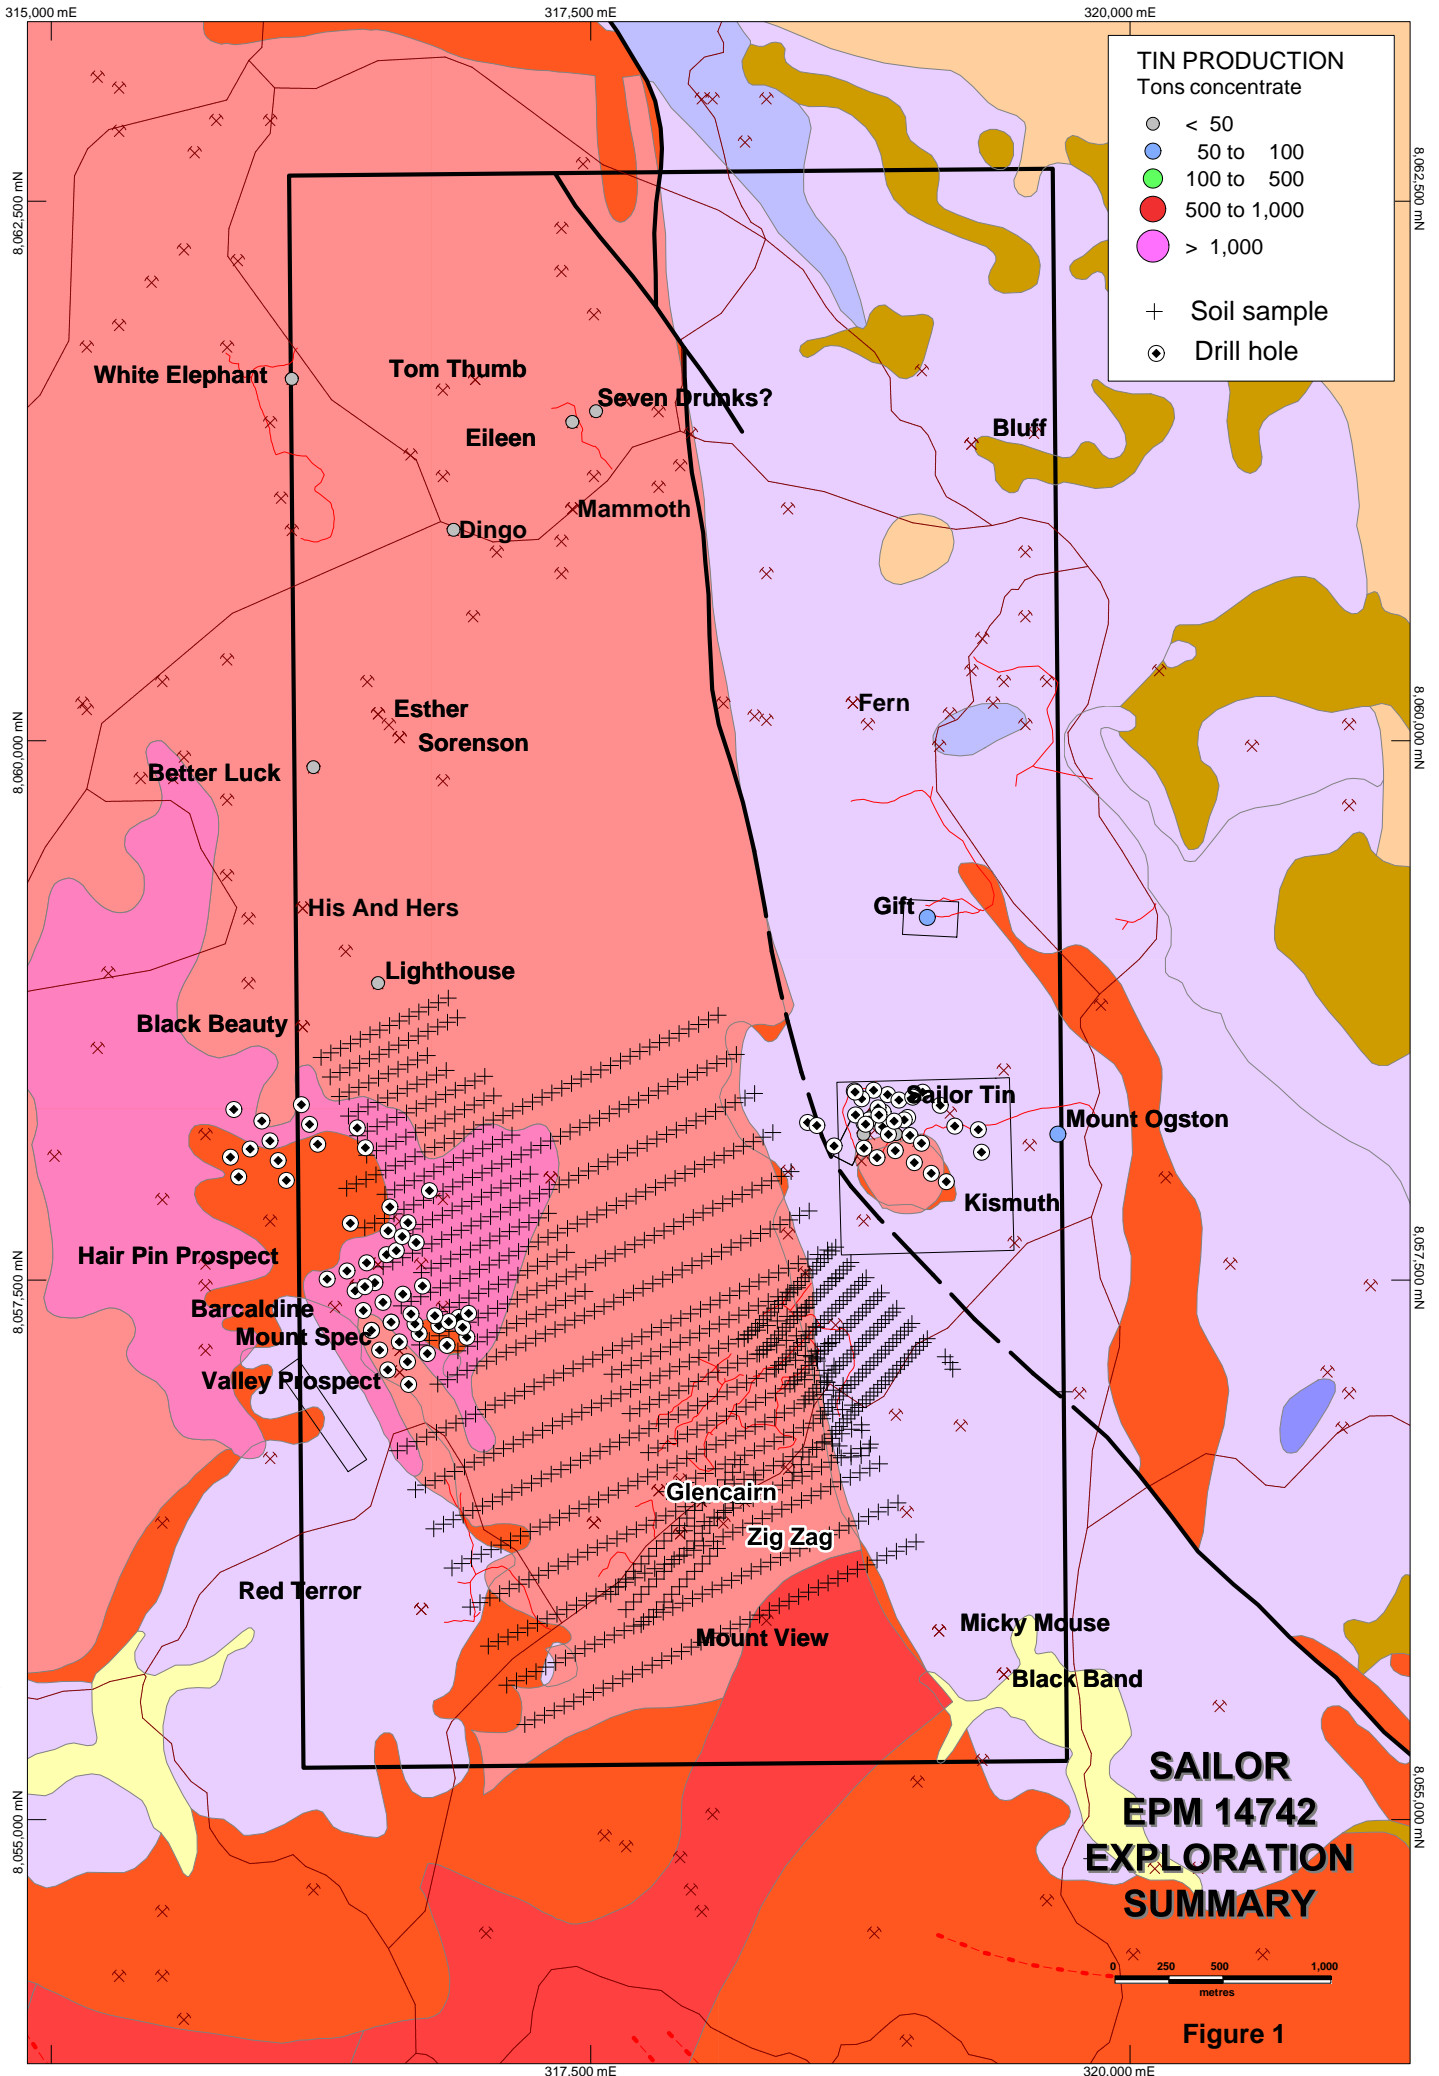 315,000 mE
317,500 mE
320,000 mE
TIN PRODUCTION
Tons concentrate
< 50
50 to 100
100 to 500
500 to 1,000
> 1,000
Soil sample
Drill hole
8,062,500 mN
8,062,500 mN
White Elephant
Tom Thumb
Seven Drunks?
Eileen
Bluff
Mammoth
Dingo
Esther
Fern
Sorenson
8,060,000 mN
8,060,000 mN
Better Luck
His And Hers
Gift
Lighthouse
Black Beauty
Sailor Tin
Mount Ogston
Kismuth
Hair Pin Prospect
8,057,500 mN
8,057,500 mN
Barcaldine
Mount Spec
Valley Prospect
Glencairn
Zig Zag
Red Terror
Micky Mouse
Mount View
Black Band
8,055,000 mN
8,055,000 mN
SAILOR
EPM 14742
EXPLORATION
SUMMARY
0 250 500 1,000
metres
Figure 1
317,500 mE
320,000 mE